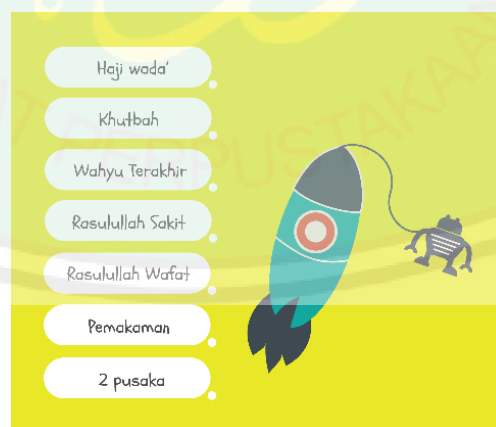 Haji wada'
Khutbah
Wahyu Terakhir
Rasulullah Sakit
Rasulullah Wafat
Pemakaman
2 pusaka